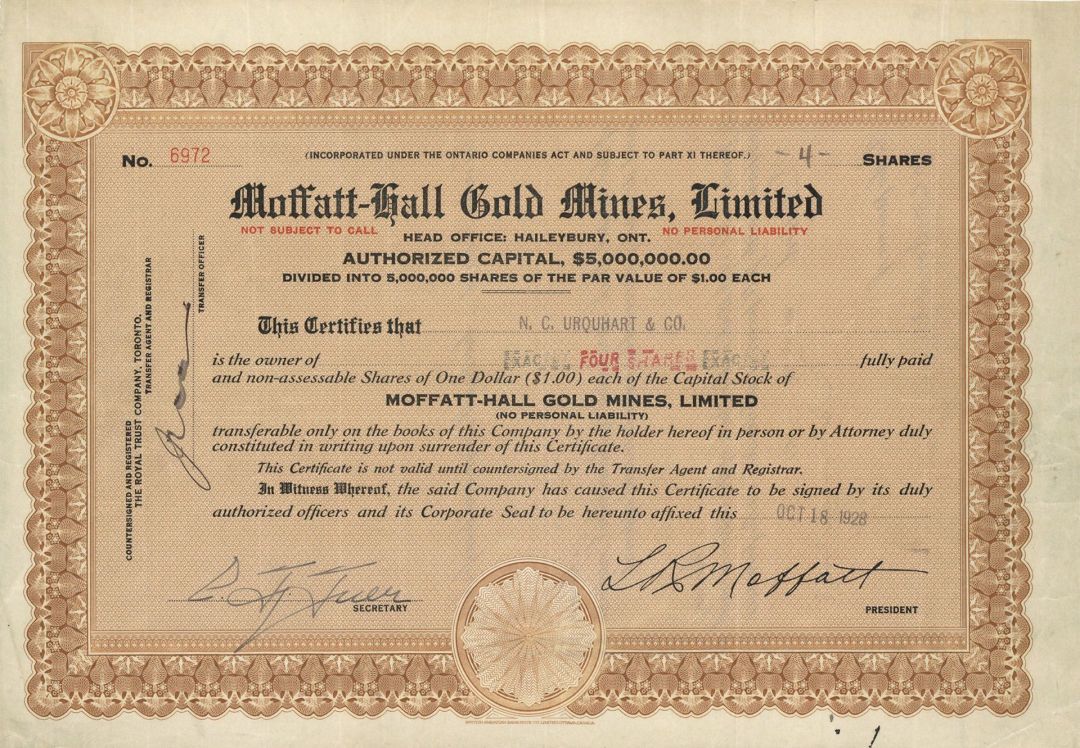 No. 6972
(INCORPORATED UNDER THE ONTARIO COMPANIES ACT AND SUBJECT TO PART XI THEREOF.)
- 4 - SHARES
Moffatt-Hall Gold Mines, Limited
NOT SUBJECT TO CALL
HEAD OFFICE: HAILEYBURY, ONT.
NO PERSONAL LIABILITY
AUTHORIZED CAPITAL, $5,000,000.00
DIVIDED INTO 5,000,000 SHARES OF THE PAR VALUE OF $1.00 EACH
This Certifies that N. C. URQUHART & CO.
is the owner of FOUR SHARES fully paid
and non-assessable Shares of One Dollar ($1.00) each of the Capital Stock of
MOFFATT-HALL GOLD MINES, LIMITED
(NO PERSONAL LIABILITY)
transferable only on the books of this Company by the holder hereof in person or by Attorney duly
constituted in writing upon surrender of this Certificate.
This Certificate is not valid until countersigned by the Transfer Agent and Registrar.
In Witness Whereof, the said Company has caused this Certificate to be signed by its duly
authorized officers and its Corporate Seal to be hereunto affixed this OCT 18 1928
SECRETARY
L R Moffatt
PRESIDENT
COUNTERSIGNED AND REGISTERED
THE ROYAL TRUST COMPANY, TORONTO.
TRANSFER AGENT AND REGISTRAR
TRANSFER OFFICER